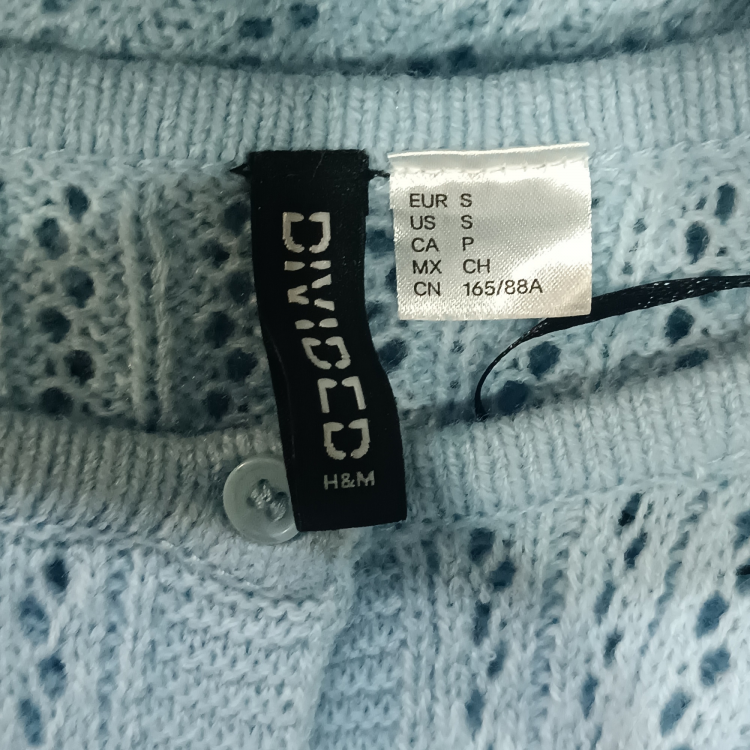 DIVIDED
H&M
EUR S
US S
CA P
MX CH
CN 165/88A